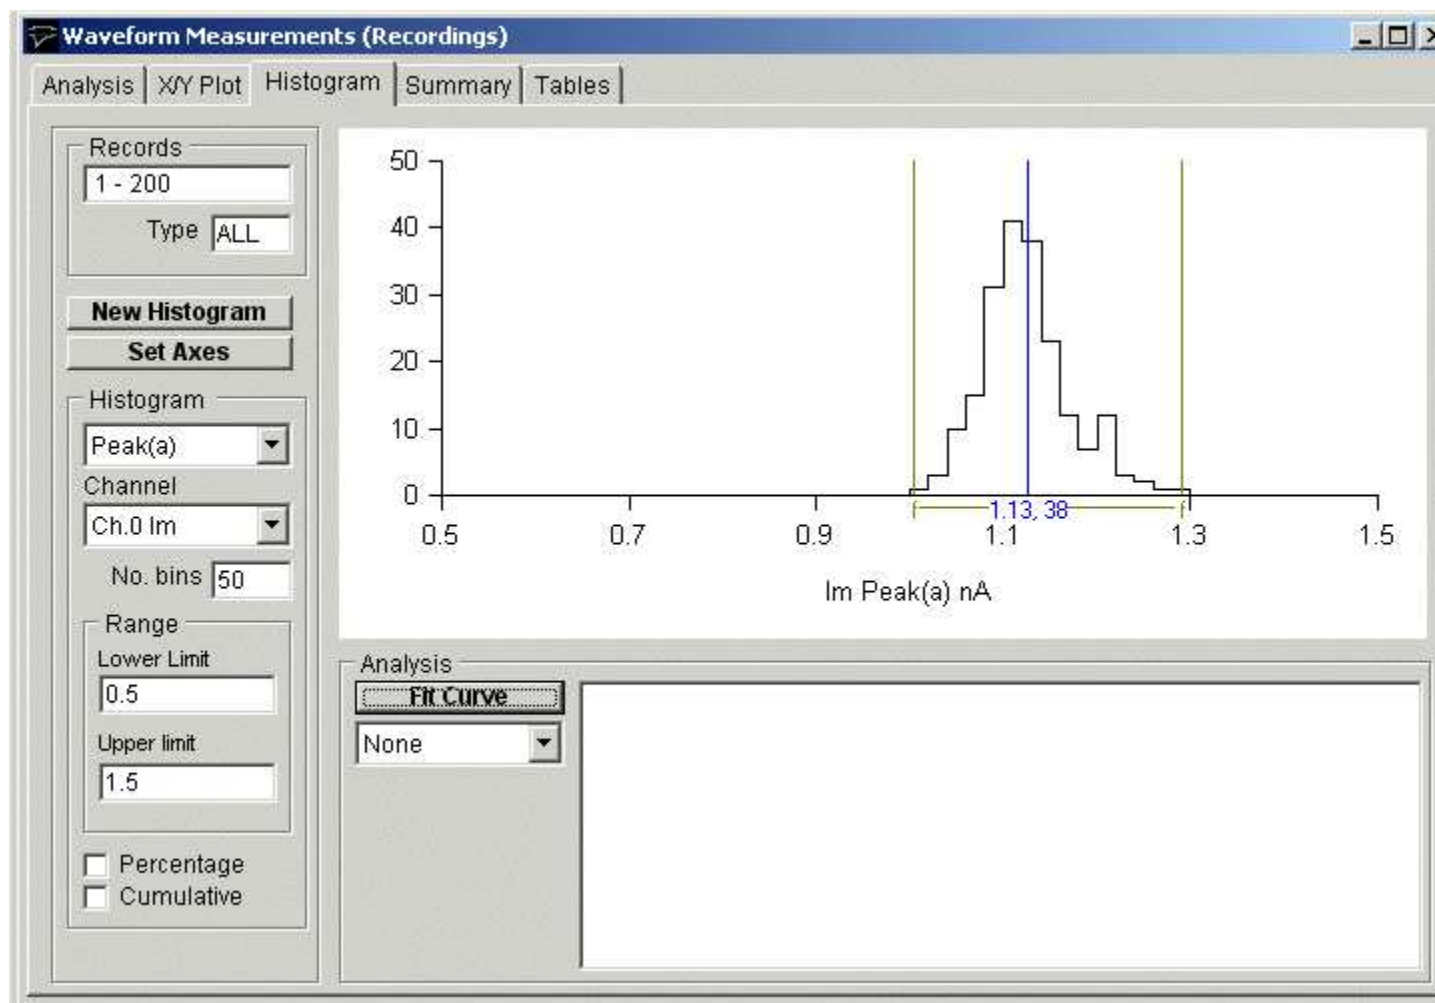 Waveform Measurements (Recordings)
Analysis X/Y Plot Histogram Summary Tables
Records
1 - 200
Type ALL
New Histogram
Set Axes
Histogram
Peak(a)
Channel
Ch.0 Im
No. bins 50
Range
Lower Limit
0.5
Upper limit
1.5
Percentage
Cumulative
50
40
30
20
10
0
1.13, 38
0.5 0.7 0.9 1.1 1.3 1.5
Im Peak(a) nA
Analysis
Fit Curve
None